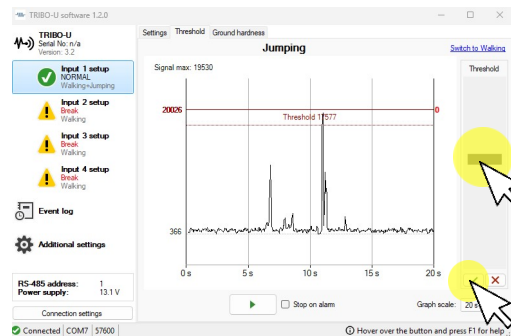 TRIBO-U software 1.2.0
TRIBO-U
Serial No: n/a
Version: 3.2
Input 1 setup
NORMAL
Walking+Jumping
Input 2 setup
Break
Walking
Input 3 setup
Break
Walking
Input 4 setup
Break
Walking
Event log
Additional settings
RS-485 address: 1
Power supply: 13.1 V
Connection settings
Settings Threshold Ground hardness
Jumping
Switch to Walking
Signal max: 19530
Threshold
20026
0
Threshold 17577
366
0 s 5 s 10 s 15 s 20 s
Stop on alarm
Graph scale: 20 s
Connected COM7 57600
Hover over the button and press F1 for help